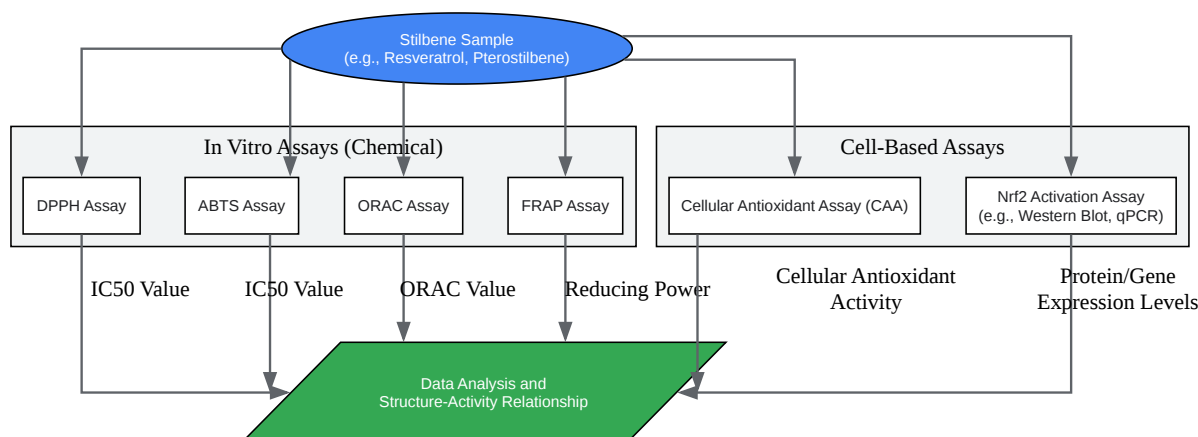 Stilbene Sample
(e.g., Resveratrol, Pterostilbene)
In Vitro Assays (Chemical)
Cell-Based Assays
DPPH Assay
ABTS Assay
ORAC Assay
FRAP Assay
Cellular Antioxidant Assay (CAA)
Nrf2 Activation Assay
(e.g., Western Blot, qPCR)
IC50 Value
IC50 Value
ORAC Value
Reducing Power
Cellular Antioxidant
Activity
Protein/Gene
Expression Levels
Data Analysis and
Structure-Activity Relationship